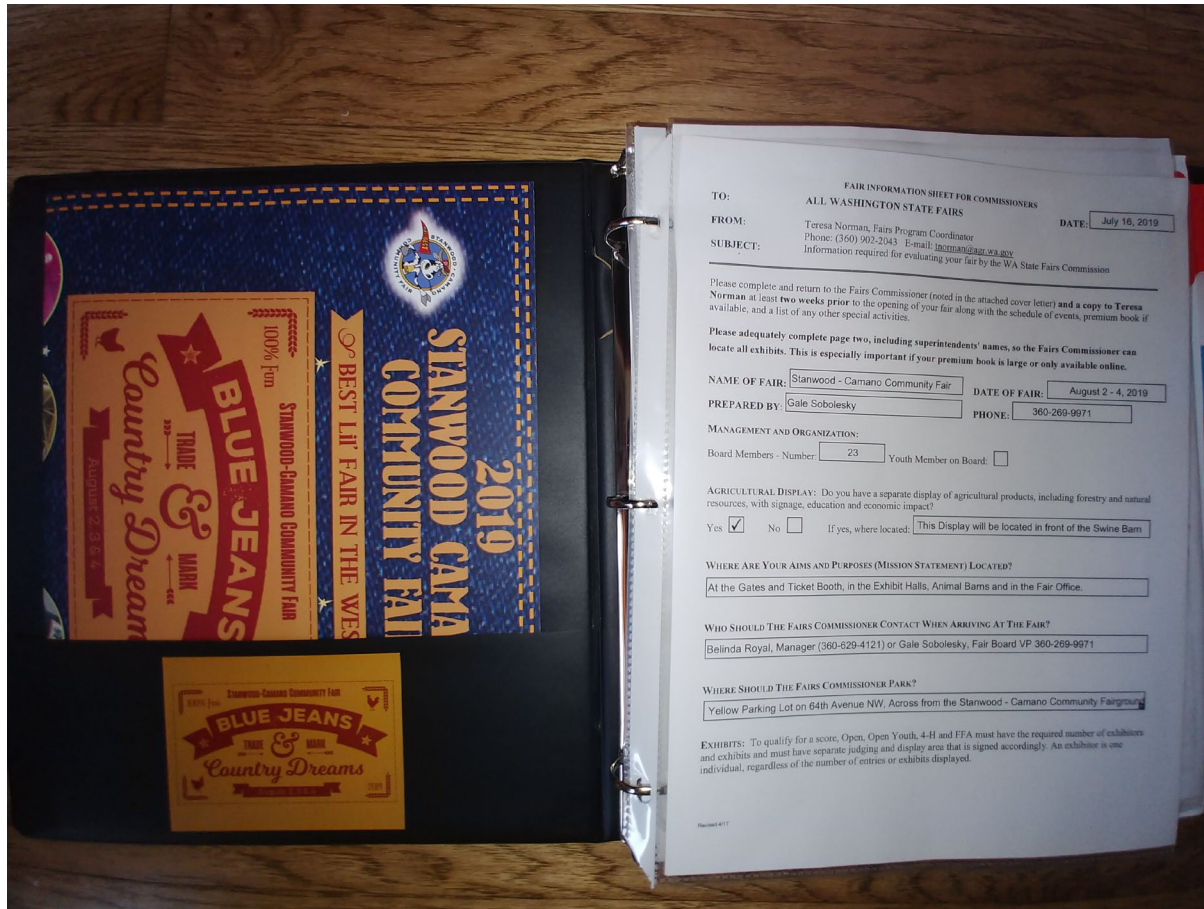 STANWOOD - CAMANO
COMMUNITY
2019
STANWOOD CAMA
COMMUNITY FAI
BEST LIL' FAIR IN THE WES
100% Fun
STANWOOD-CAMANO COMMUNITY FAIR
BLUE JEANS
TRADE & MARK
Country Dream
August 2, 3 & 4
STANWOOD-CAMANO COMMUNITY FAIR
100% Fun
BLUE JEANS
TRADE & MARK
Country Dreams
2019
FAIR INFORMATION SHEET FOR COMMISSIONERS
TO: ALL WASHINGTON STATE FAIRS DATE: July 16, 2019
FROM: Teresa Norman, Fairs Program Coordinator
Phone: (360) 902-2043 E-mail: tnorman@agr.wa.gov
SUBJECT: Information required for evaluating your fair by the WA State Fairs Commission
Please complete and return to the Fairs Commissioner (noted in the attached cover letter) and a copy to Teresa
Norman at least two weeks prior to the opening of your fair along with the schedule of events, premium book if
available, and a list of any other special activities.
Please adequately complete page two, including superintendents' names, so the Fairs Commissioner can
locate all exhibits. This is especially important if your premium book is large or only available online.
NAME OF FAIR: Stanwood - Camano Community Fair DATE OF FAIR: August 2 - 4, 2019
PREPARED BY: Gale Sobolesky PHONE: 360-269-9971
MANAGEMENT AND ORGANIZATION:
Board Members - Number: 23 Youth Member on Board:
AGRICULTURAL DISPLAY: Do you have a separate display of agricultural products, including forestry and natural
resources, with signage, education and economic impact?
Yes ✓ No If yes, where located: This Display will be located in front of the Swine Barn
WHERE ARE YOUR AIMS AND PURPOSES (MISSION STATEMENT) LOCATED?
At the Gates and Ticket Booth, in the Exhibit Halls, Animal Barns and in the Fair Office.
WHO SHOULD THE FAIRS COMMISSIONER CONTACT WHEN ARRIVING AT THE FAIR?
Belinda Royal, Manager (360-629-4121) or Gale Sobolesky, Fair Board VP 360-269-9971
WHERE SHOULD THE FAIRS COMMISSIONER PARK?
Yellow Parking Lot on 64th Avenue NW, Across from the Stanwood - Camano Community Fairground
EXHIBITS: To qualify for a score, Open, Open Youth, 4-H and FFA must have the required number of exhibitors
and exhibits and must have separate judging and display area that is signed accordingly. An exhibitor is one
individual, regardless of the number of entries or exhibits displayed.
Revised 4/17